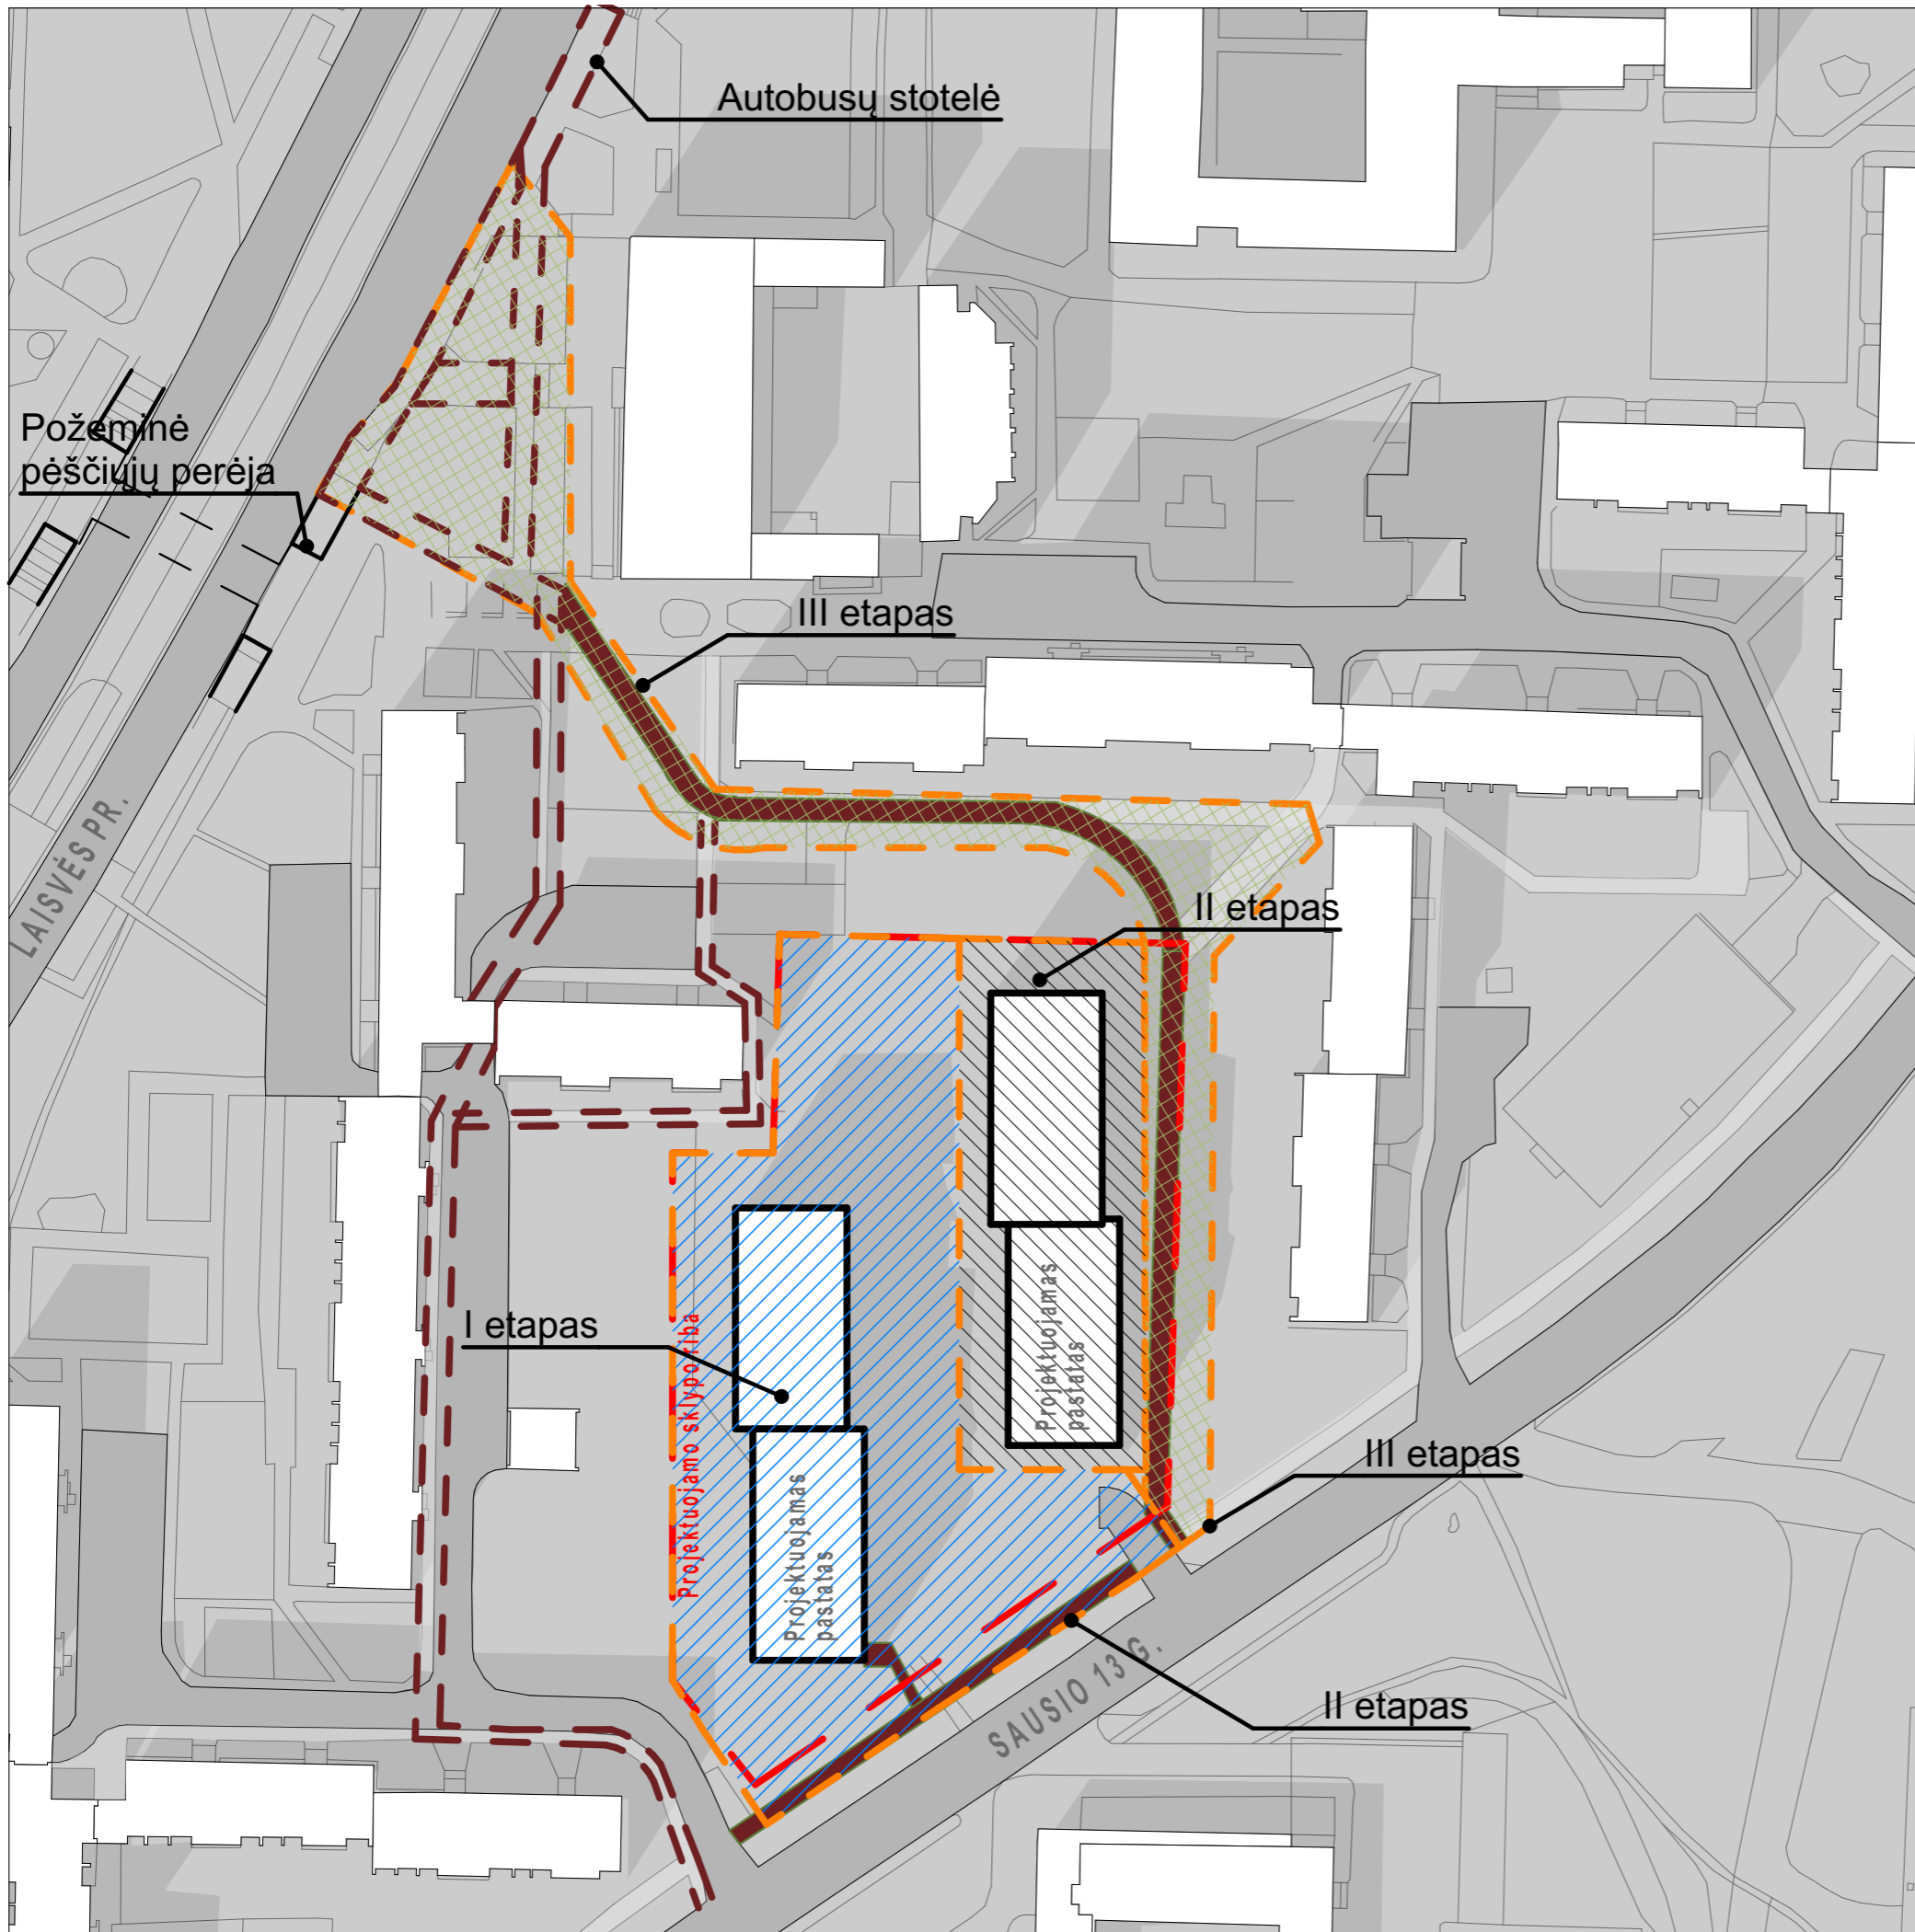 Autobusų stotelė
Požeminė
pėsčiųjų perėja
III etapas
LAISVĖS PR.
II etapas
I etapas
Projektuojamo sklypo riba
Projektuojamas
pastatas
Projektuojamas
pastatas
III etapas
SAUSIO 13 G.
II etapas